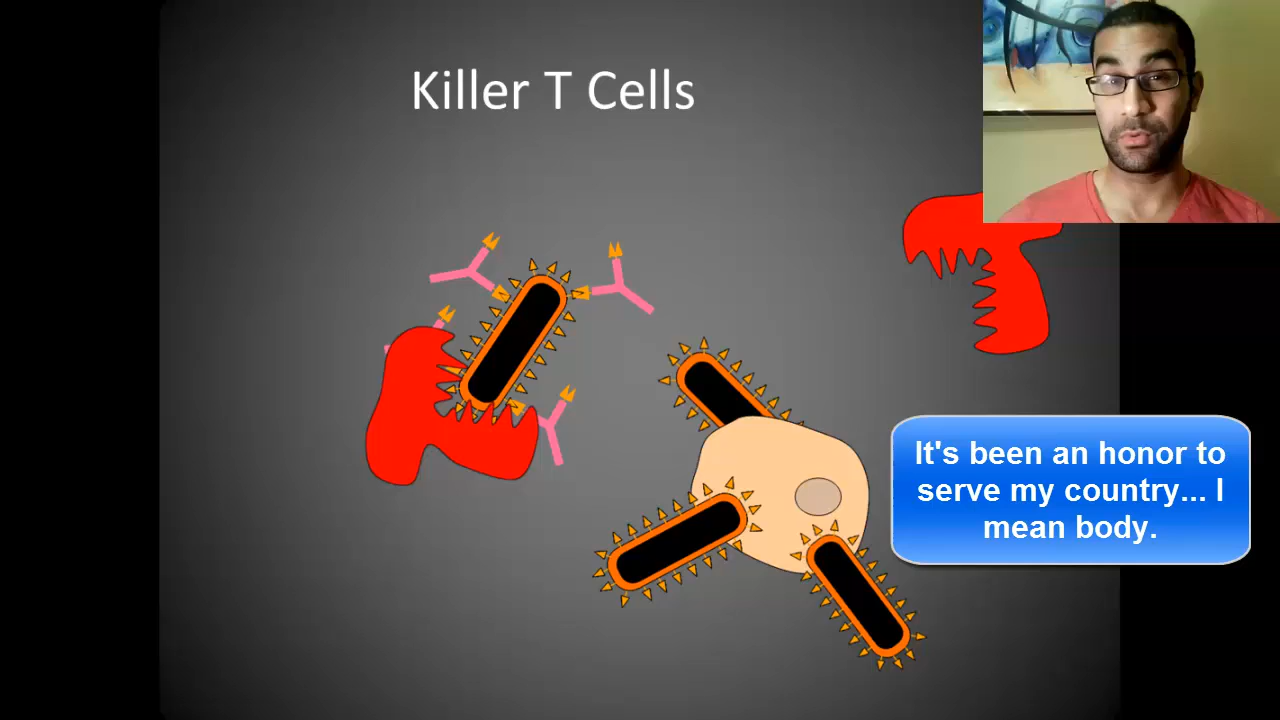 Killer T Cells
It's been an honor to
serve my country... I
mean body.